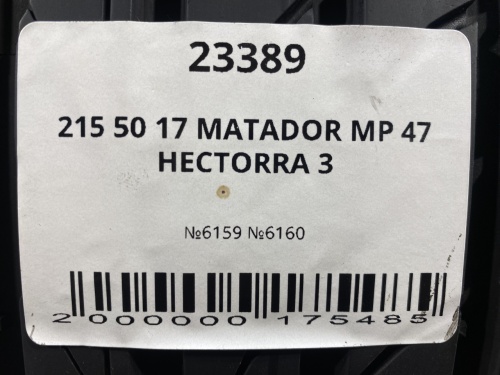 23389
215 50 17 MATADOR MP 47
HECTORRA 3
№6159 №6160
2 000000 175485